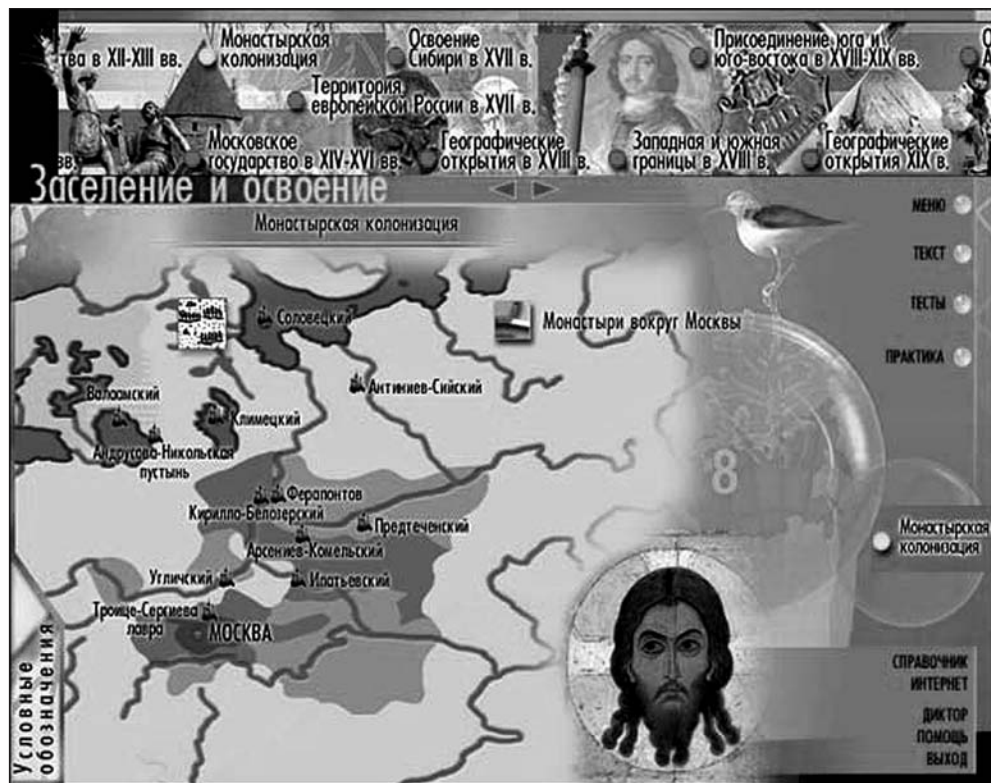 тва в XII-XIII вв.
Монастырская
колонизация
Освоение
Сибири в XVII в.
Присоединение юга и
юго-востока в XVIII-XIX вв.
О
А
Территория
европейской России в XVII в.
вв.
Московское
государство в XIV-XVI вв.
Географические
открытия в XVIII в.
Западная и южная
границы в XVIII в.
Географические
открытия XIX в.
Заселение и освоение
Монастырская колонизация
МЕНЮ
ТЕКСТ
ТЕСТЫ
ПРАКТИКА
Соловецкий
Монастыри вокруг Москвы
Антиниев-Сийский
Валаамский
Климецкий
Андрусова-Никольская
пустынь
8
Ферапонтов
Кирилло-Белозерский
Предтеченский
Арсениев-Комельский
Монастырская
колонизация
Угличский
Ипатьевский
Троице-Сергиева
лавра
МОСКВА
Условные
обозначения
СПРАВОЧНИК
ИНТЕРНЕТ
ДИКТОР
ПОМОЩЬ
ВЫХОД